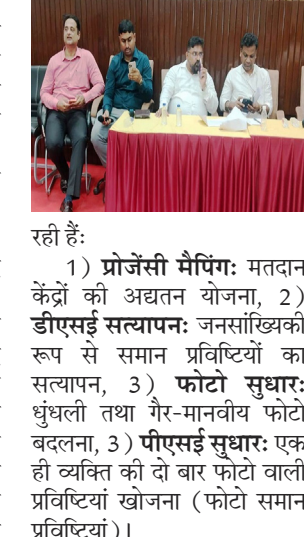 रही हैंः
1) प्रोजेंसी मैपिंगः मतदान
केंद्रों की अद्यतन योजना, 2)
डीएसई सत्यापनः जनसांख्यिकी
रूप से समान प्रविष्टियों का
सत्यापन, 3) फोटो सुधारः
धुंधली तथा गैर-मानवीय फोटो
बदलना, 3) पीएसई सुधारः एक
ही व्यक्ति की दो बार फोटो वाली
प्रविष्टियां खोजना (फोटो समान
प्रविष्टियां)।